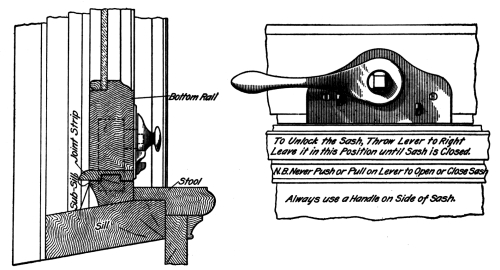 Bottom Rail
Joint Strip
Sub-Sill
Stool
Sill
To Unlock the Sash, Throw Lever to Right
Leave it in this Position until Sash is Closed.
N.B. Never Push or Pull on Lever to Open or Close Sash
Always use a Handle on Side of Sash.